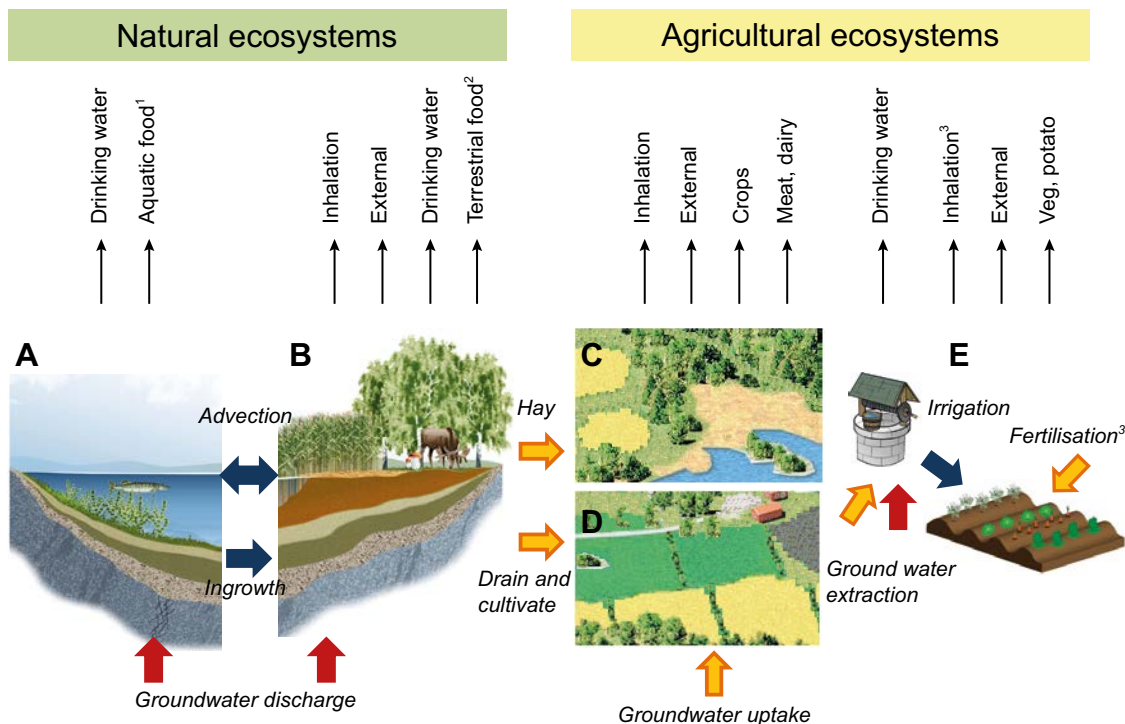 Natural ecosystems
Agricultural ecosystems
Drinking water
Aquatic food¹
Inhalation
External
Drinking water
Terrestrial food²
Inhalation
External
Crops
Meat, dairy
Drinking water
Inhalation³
External
Veg, potato
A
B
C
E
Advection
Hay
Irrigation
Fertilisation³
D
Ingrowth
Drain and
cultivate
Ground water
extraction
Groundwater discharge
Groundwater uptake